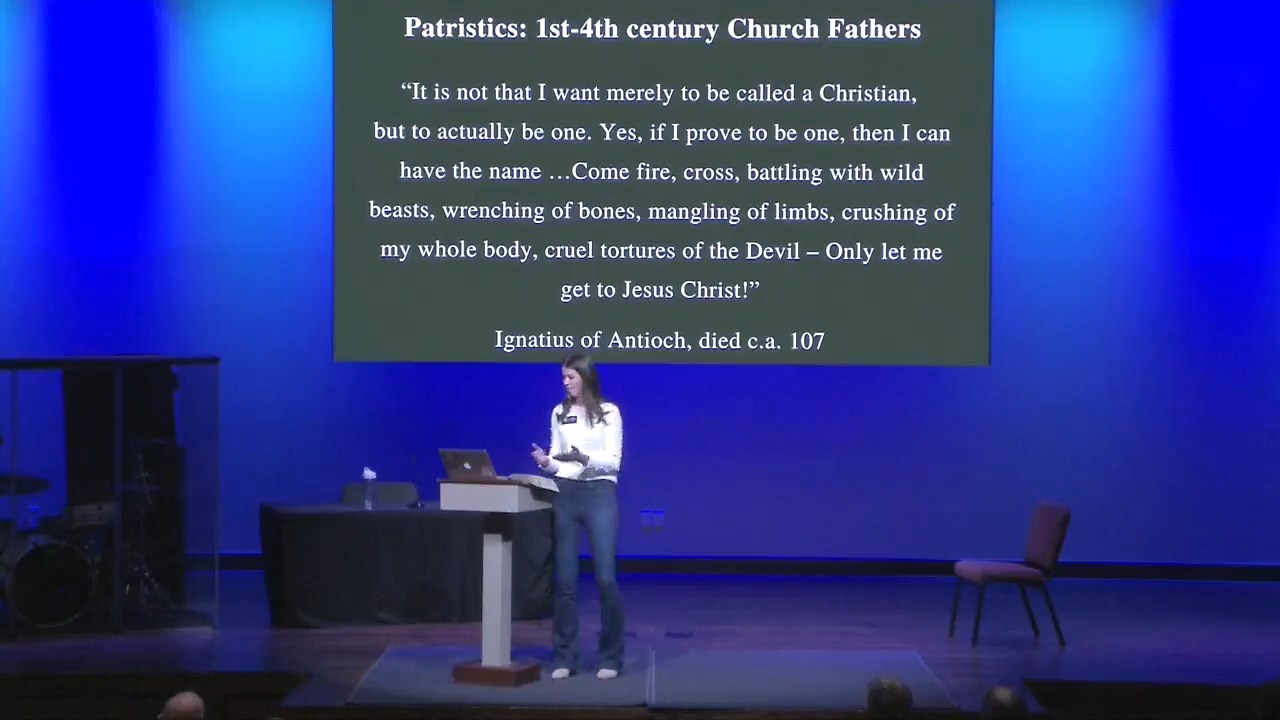 Patristics: 1st-4th century Church Fathers
“It is not that I want merely to be called a Christian,
but to actually be one. Yes, if I prove to be one, then I can
have the name …Come fire, cross, battling with wild
beasts, wrenching of bones, mangling of limbs, crushing of
my whole body, cruel tortures of the Devil – Only let me
get to Jesus Christ!”
Ignatius of Antioch, died c.a. 107